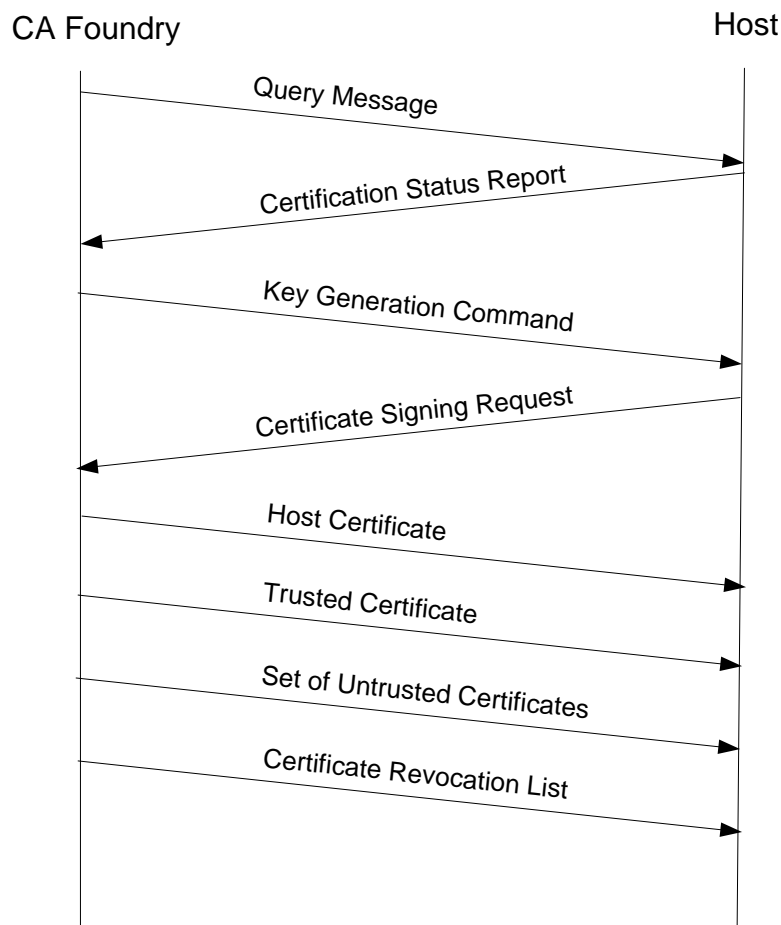 CA Foundry
Host
Query Message
Certification Status Report
Key Generation Command
Certificate Signing Request
Host Certificate
Trusted Certificate
Set of Untrusted Certificates
Certificate Revocation List